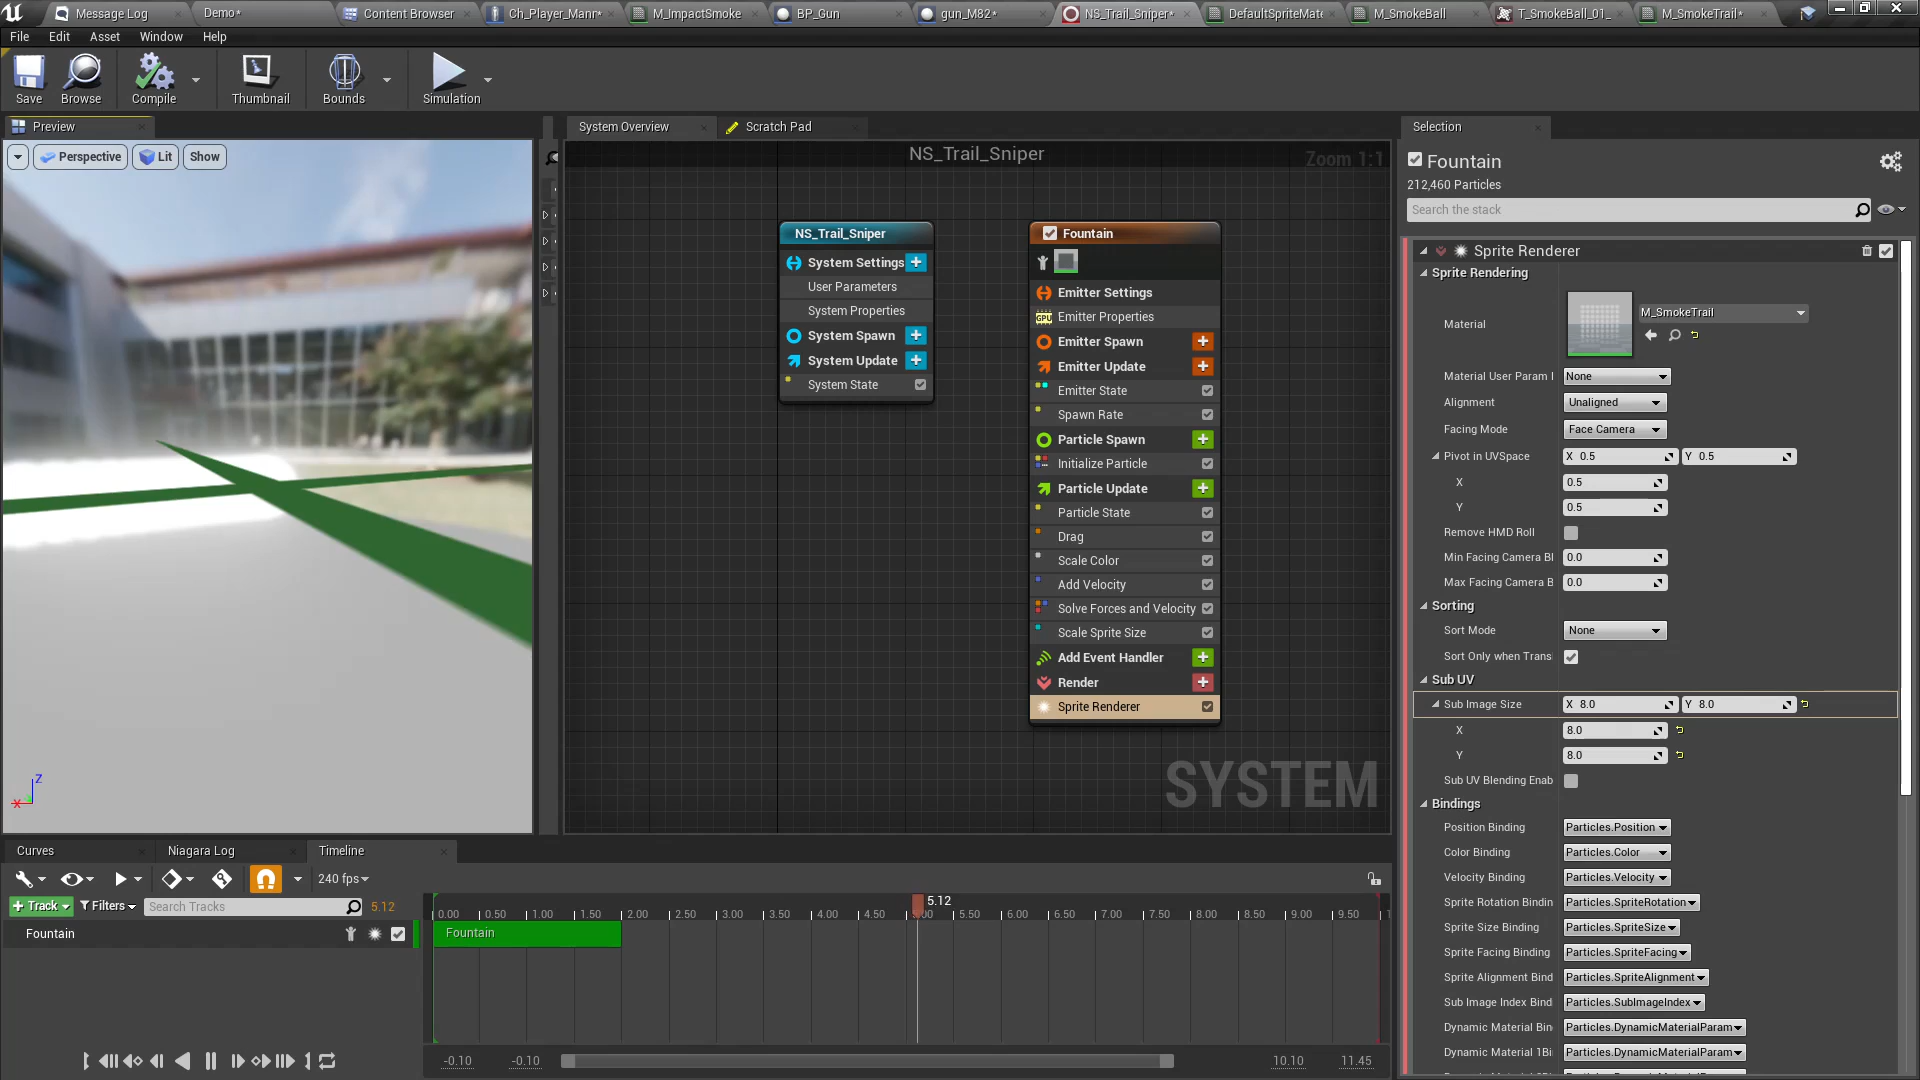 Message Log
Demo*
Content Browser
Ch_Player_Mann*
M_ImpactSmoke
BP_Gun
gun_M82*
NS_Trail_Sniper*
DefaultSpriteMate
M_SmokeBall
T_SmokeBall_01_
M_SmokeTrail*
File
Edit
Asset
Window
Help
Save
Browse
Compile
Thumbnail
Bounds
Simulation
Preview
Perspective
Lit
Show
System Overview
Scratch Pad
NS_Trail_Sniper
Zoom 1:1
NS_Trail_Sniper
System Settings
User Parameters
System Properties
System Spawn
System Update
System State
Fountain
Emitter Settings
GPU
Emitter Properties
Emitter Spawn
Emitter Update
Emitter State
Spawn Rate
Particle Spawn
Initialize Particle
Particle Update
Particle State
Drag
Scale Color
Add Velocity
Solve Forces and Velocity
Scale Sprite Size
Add Event Handler
Render
Sprite Renderer
SYSTEM
Z
X
Selection
Fountain
212,460 Particles
Search the stack
Sprite Renderer
Sprite Rendering
Material
M_SmokeTrail
Material User Param I
None
Alignment
Unaligned
Facing Mode
Face Camera
Pivot in UVSpace
X 0.5
Y 0.5
X
0.5
Y
0.5
Remove HMD Roll
Min Facing Camera Bl
0.0
Max Facing Camera B
0.0
Sorting
Sort Mode
None
Sort Only when Transl
Sub UV
Sub Image Size
X 8.0
Y 8.0
X
8.0
Y
8.0
Sub UV Blending Enab
Bindings
Position Binding
Particles.Position
Color Binding
Particles.Color
Velocity Binding
Particles.Velocity
Sprite Rotation Bindin
Particles.SpriteRotation
Sprite Size Binding
Particles.SpriteSize
Sprite Facing Binding
Particles.SpriteFacing
Sprite Alignment Bind
Particles.SpriteAlignment
Sub Image Index Bind
Particles.SubImageIndex
Dynamic Material Bin
Particles.DynamicMaterialParam
Dynamic Material 1Bi
Particles.DynamicMaterialParam
Curves
Niagara Log
Timeline
240 fps
Track
Filters
Search Tracks
5.12
5.12
0.00
0.50
1.00
1.50
2.00
2.50
3.00
3.50
4.00
4.50
5.50
6.00
6.50
7.00
7.50
8.00
8.50
9.00
9.50
Fountain
Fountain
-0.10
-0.10
10.10
11.45